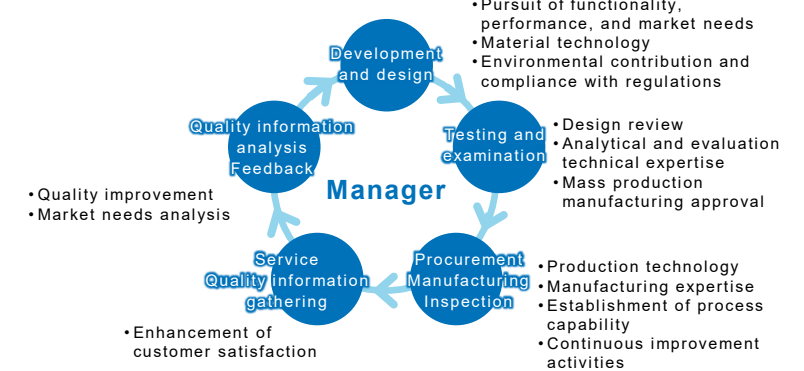 •Pursuit of functionality,
performance, and market needs
•Material technology
•Environmental contribution and
compliance with regulations
Development
and design
Testing and
examination
•Design review
•Analytical and evaluation
technical expertise
•Mass production
manufacturing approval
Quality information
analysis
Feedback
Manager
•Quality improvement
•Market needs analysis
Procurement
Manufacturing
Inspection
•Production technology
•Manufacturing expertise
•Establishment of process
capability
•Continuous improvement
activities
Service
Quality information
gathering
•Enhancement of
customer satisfaction